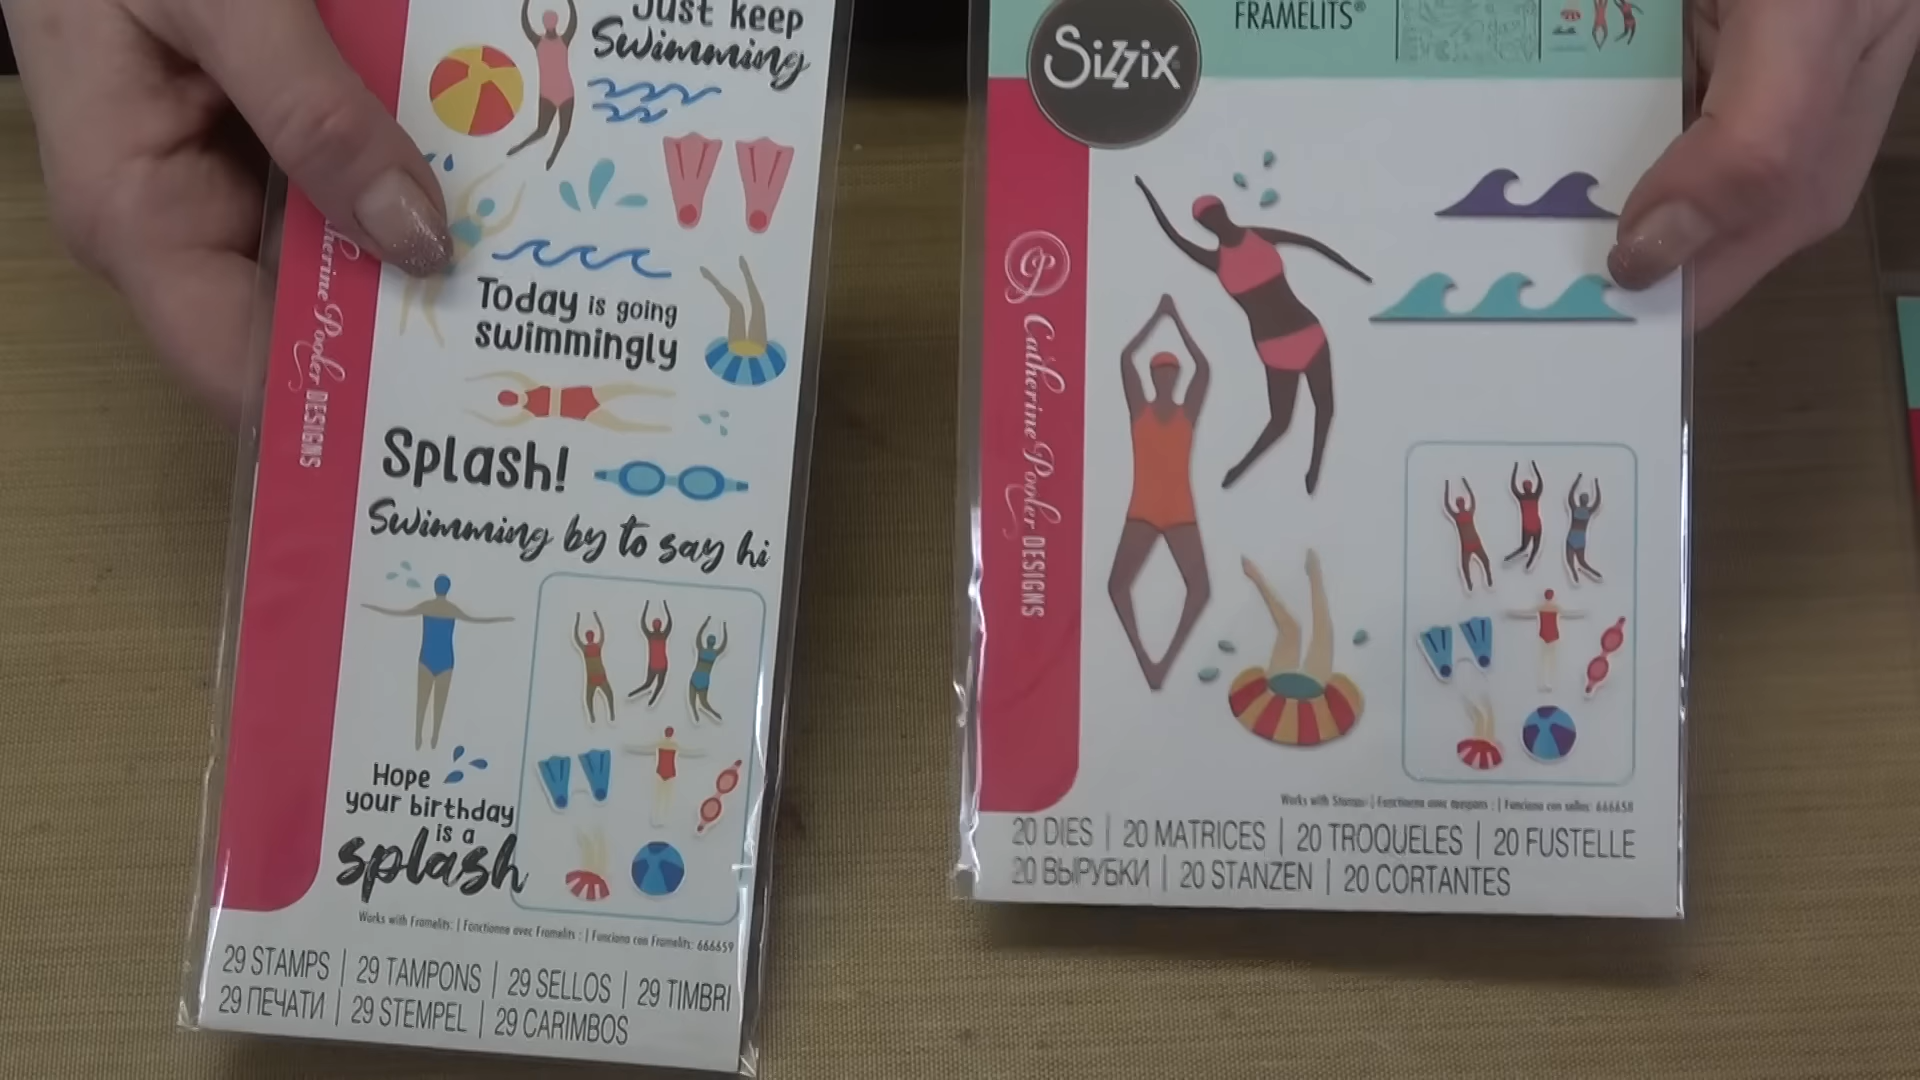 Just keep
Swimming
Today is going
swimmingly
Splash!
Swimming by to say hi
Hope
your birthday
is a
splash
therine Pooler DESIGNS
Works with Framelits: | Fonctionne avec Framelits : | Funciona con Framelits: 666659
29 STAMPS | 29 TAMPONS | 29 SELLOS | 29 TIMBRI
29 ПЕЧАТИ | 29 STEMPEL | 29 CARIMBOS
FRAMELITS®
Sizzix
CP
Catherine Pooler DESIGNS
Works with Stamps: | Fonctionne avec tampons : | Funciona con sellos: 666658
20 DIES | 20 MATRICES | 20 TROQUELES | 20 FUSTELLE
20 ВЫРУБКИ | 20 STANZEN | 20 CORTANTES